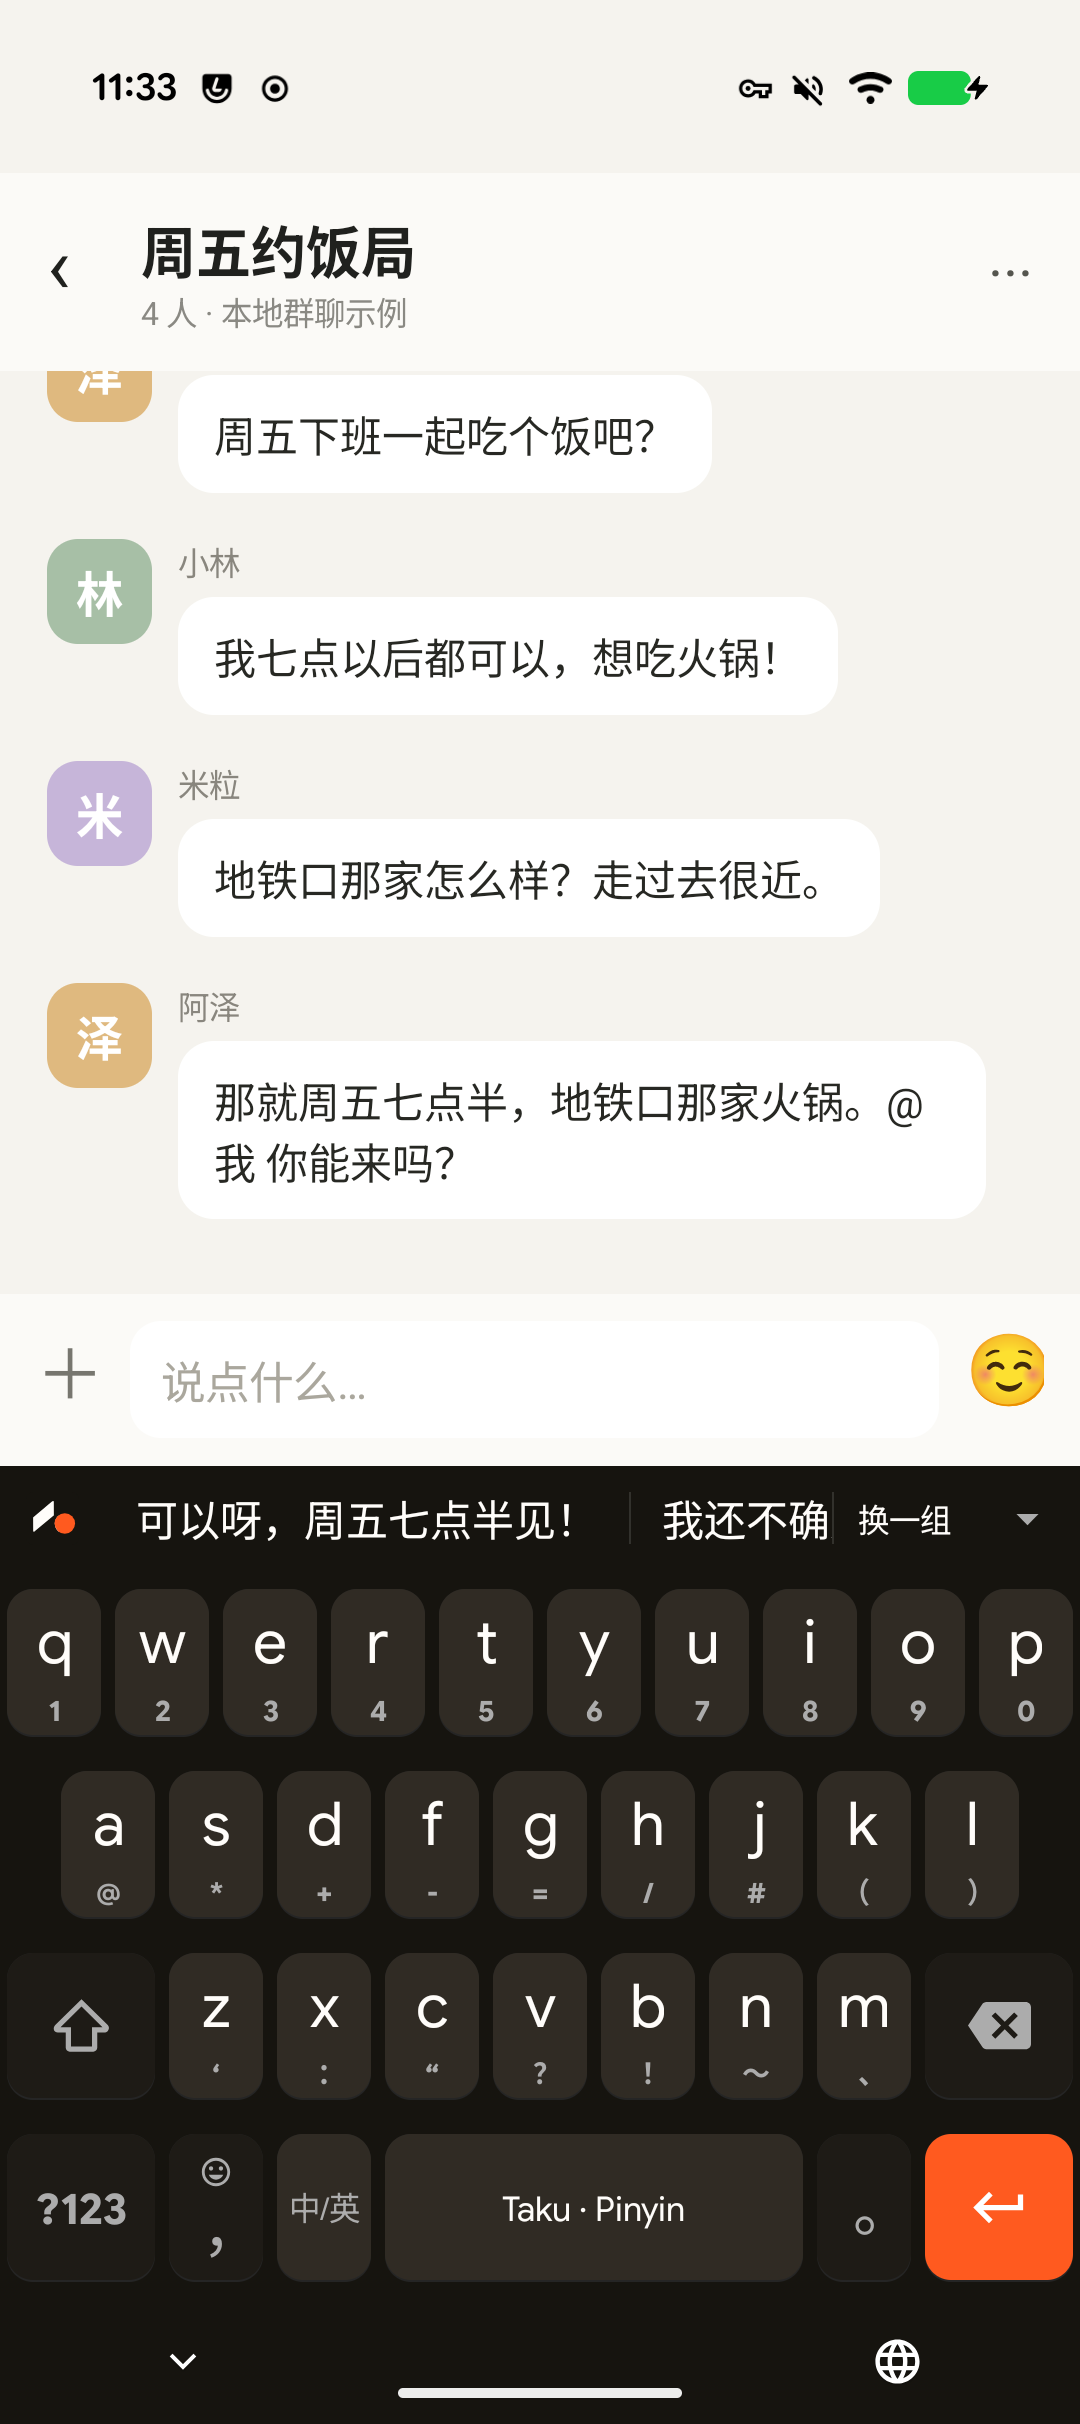 11:33
周五约饭局
4 人 · 本地群聊示例
泽
周五下班一起吃个饭吧？
林
小林
我七点以后都可以，想吃火锅！
米
米粒
地铁口那家怎么样？走过去很近。
泽
阿泽
那就周五七点半，地铁口那家火锅。@
我 你能来吗？
说点什么...
可以呀，周五七点半见！
我还不确
换一组
q w e r t y u i o p
1 2 3 4 5 6 7 8 9 0
a s d f g h j k l
@ * + - = / # ( )
z x c v b n m
‘ : “ ? ! ～ 、
?123 ， 中/英 Taku · Pinyin 。